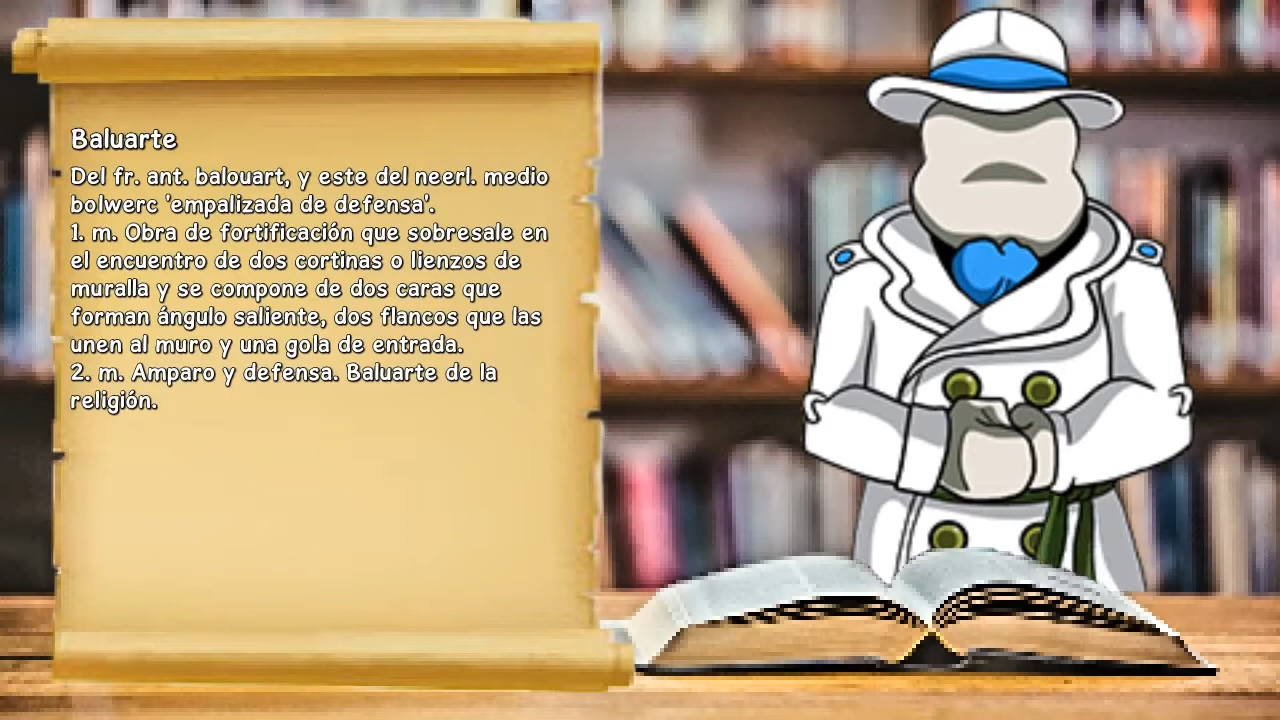 Baluarte
Del fr. ant. balouart, y este del neerl. medio
bolwerc 'empalizada de defensa'.
1. m. Obra de fortificación que sobresale en
el encuentro de dos cortinas o lienzos de
muralla y se compone de dos caras que
forman ángulo saliente, dos flancos que las
unen al muro y una gola de entrada.
2. m. Amparo y defensa. Baluarte de la
religión.